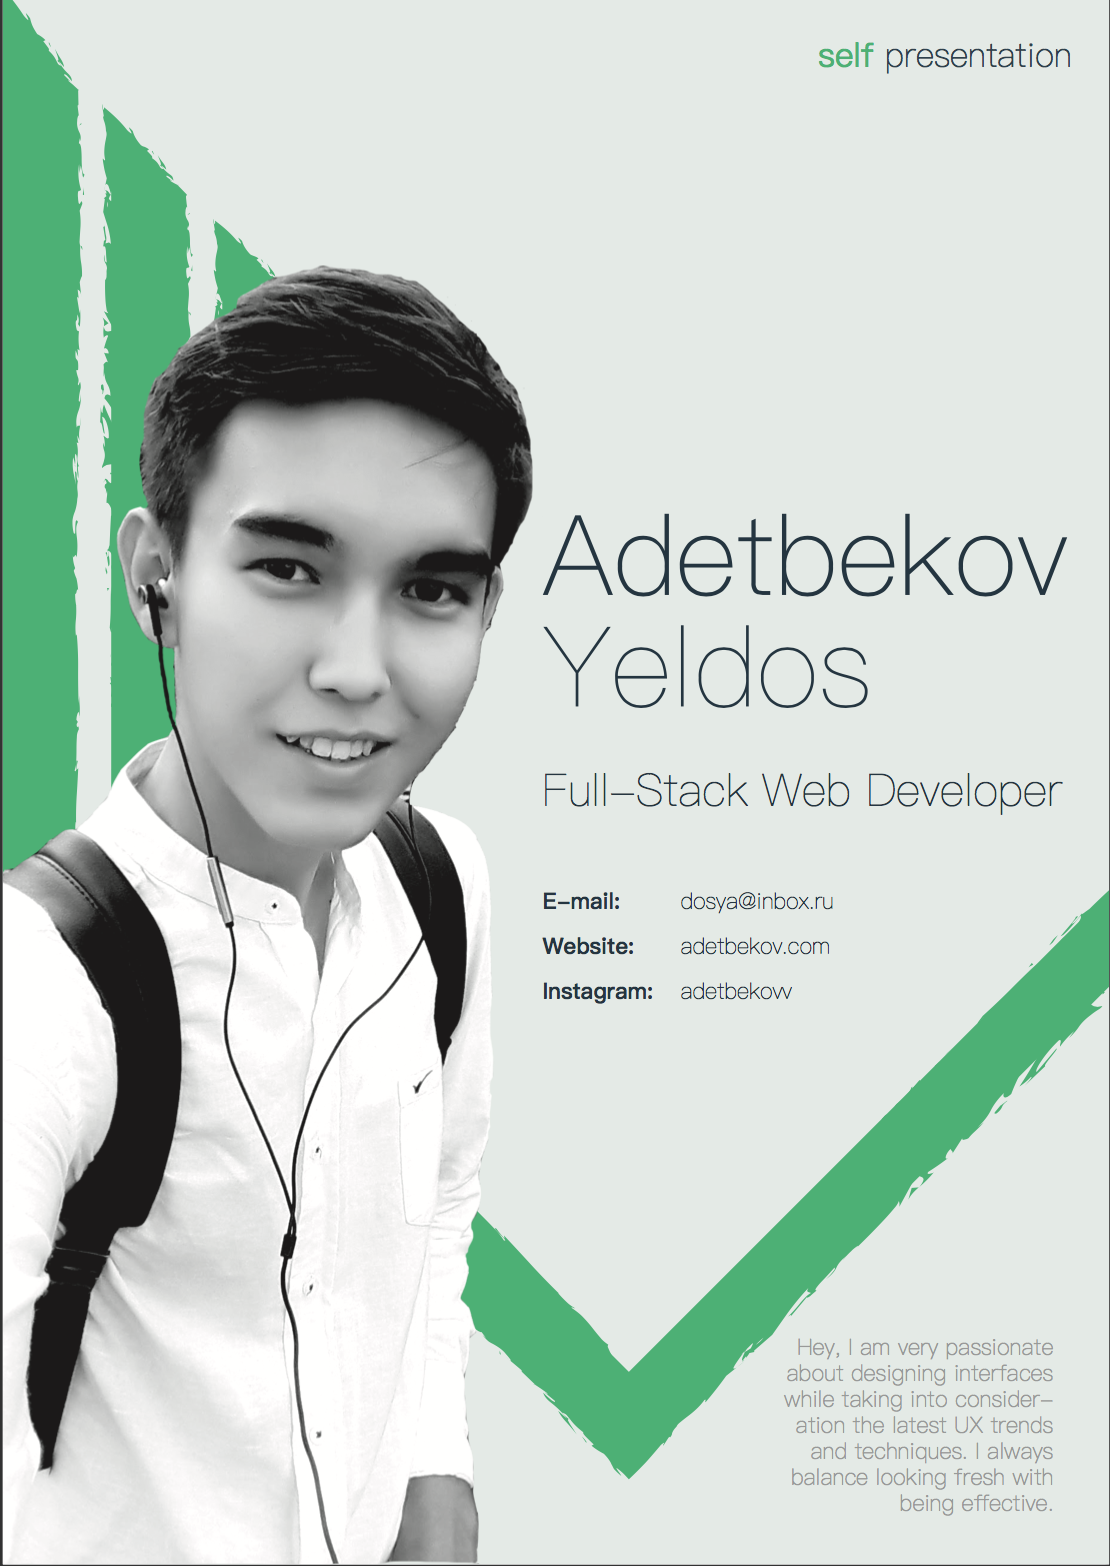 self presentation
Adetbekov
Yeldos
Full-Stack Web Developer
E-mail: dosya@inbox.ru
Website: adetbekov.com
Instagram: adetbekovv
Hey, I am very passionate
about designing interfaces
while taking into consider-
ation the latest UX trends
and techniques. I always
balance looking fresh with
being effective.